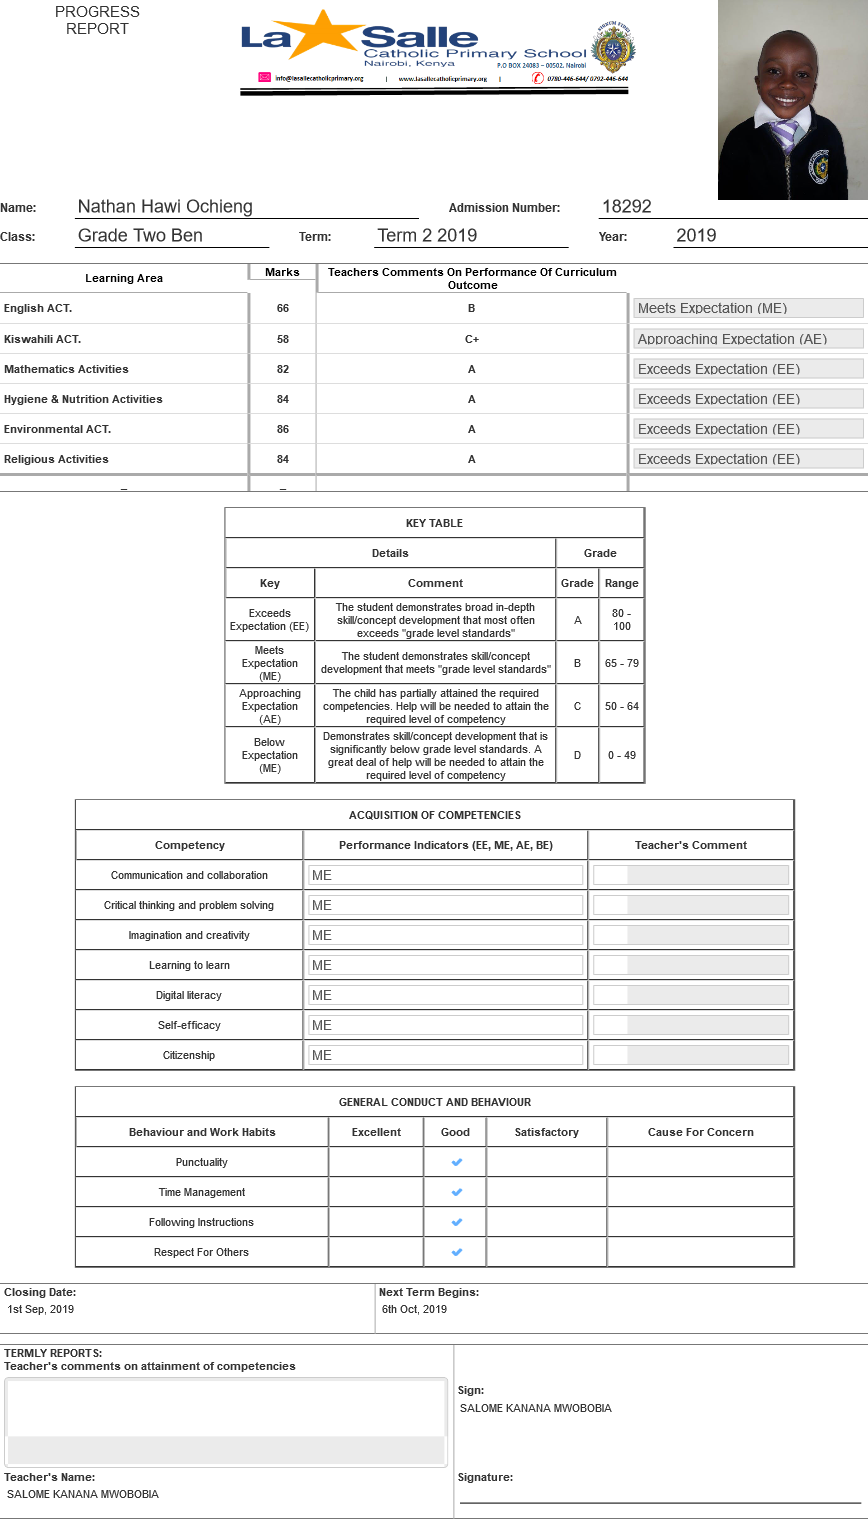 PROGRESS
REPORT
La Salle
Catholic Primary School
Nairobi, Kenya
P.O BOX 24083 – 00502, Nairobi
info@lasallecatholicprimary.org | www.lasallecatholicprimary.org | 0780-446-644/ 0792-446-644
Name: Nathan Hawi Ochieng Admission Number: 18292
Class: Grade Two Ben Term: Term 2 2019 Year: 2019
Learning Area Marks Teachers Comments On Performance Of Curriculum
Outcome
English ACT. 66 B Meets Expectation (ME)
Kiswahili ACT. 58 C+ Approaching Expectation (AE)
Mathematics Activities 82 A Exceeds Expectation (EE)
Hygiene & Nutrition Activities 84 A Exceeds Expectation (EE)
Environmental ACT. 86 A Exceeds Expectation (EE)
Religious Activities 84 A Exceeds Expectation (EE)
_ _
KEY TABLE
Details Grade
Key Comment Grade Range
Exceeds
Expectation (EE)
The student demonstrates broad in-depth
skill/concept development that most often
exceeds "grade level standards"
A
80 -
100
Meets
Expectation
(ME)
The student demonstrates skill/concept
development that meets "grade level standards"
B
65 - 79
Approaching
Expectation
(AE)
The child has partially attained the required
competencies. Help will be needed to attain the
required level of competency
C
50 - 64
Below
Expectation
(ME)
Demonstrates skill/concept development that is
significantly below grade level standards. A
great deal of help will be needed to attain the
required level of competency
D
0 - 49
ACQUISITION OF COMPETENCIES
Competency Performance Indicators (EE, ME, AE, BE) Teacher's Comment
Communication and collaboration ME
Critical thinking and problem solving ME
Imagination and creativity ME
Learning to learn ME
Digital literacy ME
Self-efficacy ME
Citizenship ME
GENERAL CONDUCT AND BEHAVIOUR
Behaviour and Work Habits Excellent Good Satisfactory Cause For Concern
Punctuality ✓
Time Management ✓
Following Instructions ✓
Respect For Others ✓
Closing Date: Next Term Begins:
1st Sep, 2019 6th Oct, 2019
TERMLY REPORTS:
Teacher's comments on attainment of competencies
Sign:
SALOME KANANA MWOBOBIA
Teacher's Name: Signature:
SALOME KANANA MWOBOBIA